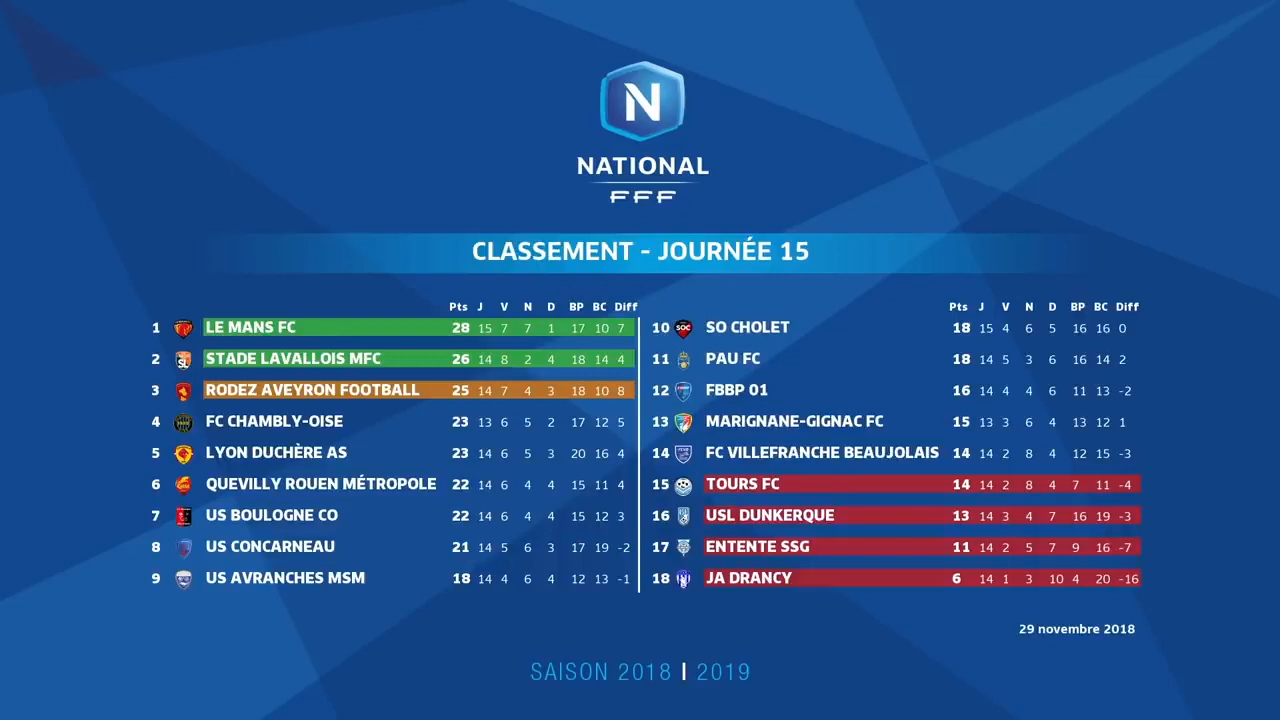 N
NATIONAL
FFF
CLASSEMENT - JOURNÉE 15
Pts J V N D BP BC Diff
1 LE MANS FC 28 15 7 7 1 17 10 7
2 STADE LAVALLOIS MFC 26 14 8 2 4 18 14 4
3 RODEZ AVEYRON FOOTBALL 25 14 7 4 3 18 10 8
4 FC CHAMBLY-OISE 23 13 6 5 2 17 12 5
5 LYON DUCHÈRE AS 23 14 6 5 3 20 16 4
6 QUEVILLY ROUEN MÉTROPOLE 22 14 6 4 4 15 11 4
7 US BOULOGNE CO 22 14 6 4 4 15 12 3
8 US CONCARNEAU 21 14 5 6 3 17 19 -2
9 US AVRANCHES MSM 18 14 4 6 4 12 13 -1
Pts J V N D BP BC Diff
10 SO CHOLET 18 15 4 6 5 16 16 0
11 PAU FC 18 14 5 3 6 16 14 2
12 FBBP 01 16 14 4 4 6 11 13 -2
13 MARIGNANE-GIGNAC FC 15 13 3 6 4 13 12 1
14 FC VILLEFRANCHE BEAUJOLAIS 14 14 2 8 4 12 15 -3
15 TOURS FC 14 14 2 8 4 7 11 -4
16 USL DUNKERQUE 13 14 3 4 7 16 19 -3
17 ENTENTE SSG 11 14 2 5 7 9 16 -7
18 JA DRANCY 6 14 1 3 10 4 20 -16
29 novembre 2018
SAISON 2018 | 2019